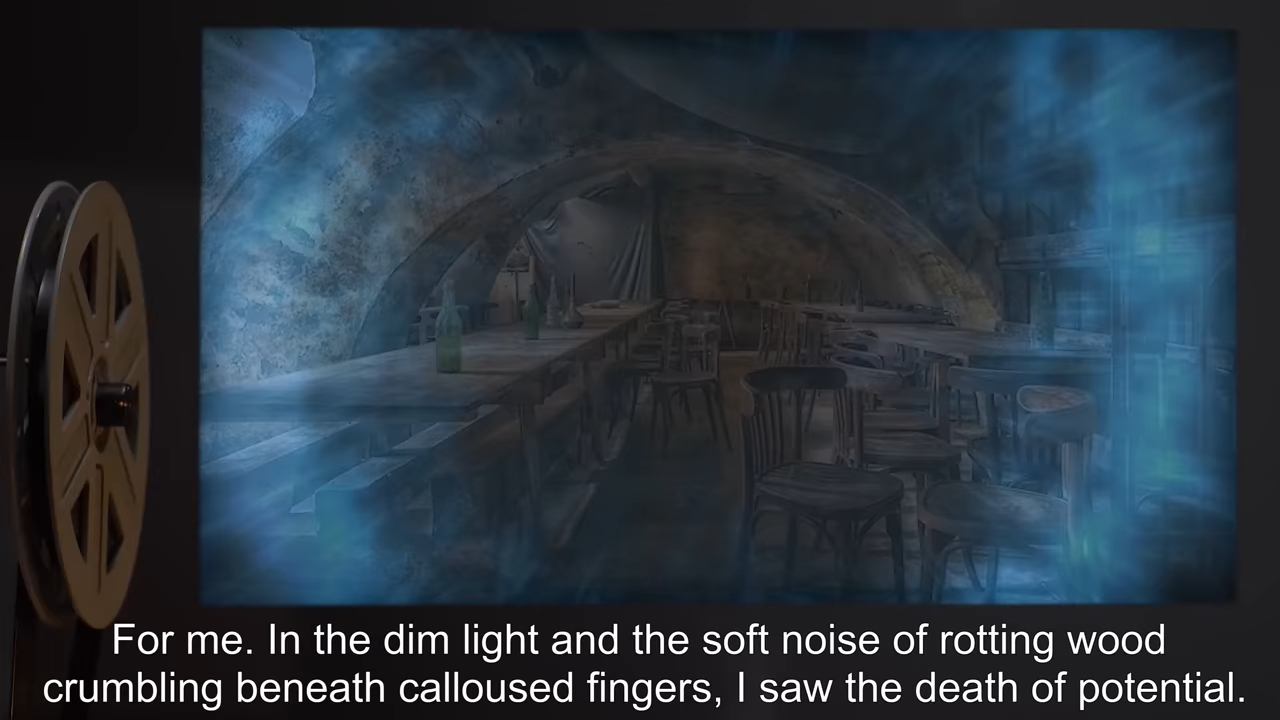 For me. In the dim light and the soft noise of rotting wood
crumbling beneath calloused fingers, I saw the death of potential.